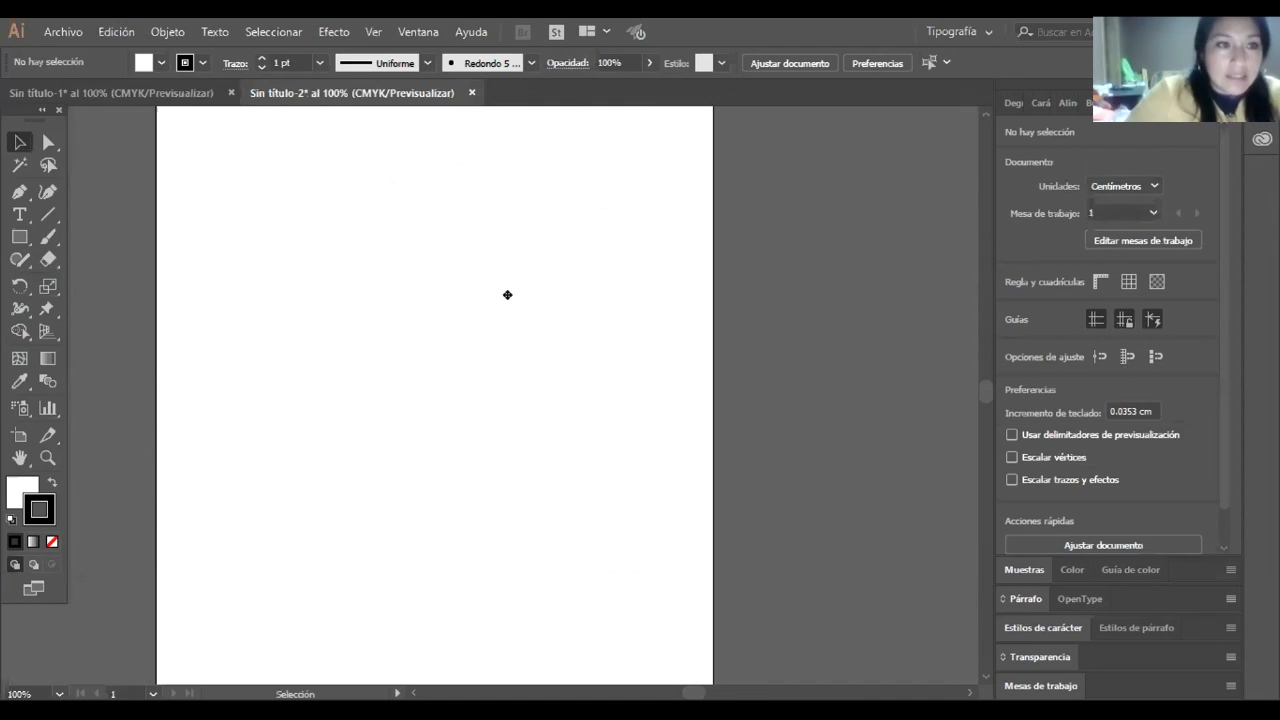 Ai Archivo Edición Objeto Texto Seleccionar Efecto Ver Ventana Ayuda Br St Tipografía Buscar en Ad
No hay selección Trazo: 1 pt Uniforme Redondo 5 ... Opacidad: 100% Estilo: Ajustar documento Preferencias
Sin título-1* al 100% (CMYK/Previsualizar) Sin título-2* al 100% (CMYK/Previsualizar)
Degr Cará Alin
No hay selección
Documento
Unidades: Centímetros
Mesa de trabajo: 1
Editar mesas de trabajo
Regla y cuadrículas
Guías
Opciones de ajuste
Preferencias
Incremento de teclado: 0.0353 cm
Usar delimitadores de previsualización
Escalar vértices
Escalar trazos y efectos
Acciones rápidas
Ajustar documento
Muestras Color Guía de color
Párrafo OpenType
Estilos de carácter Estilos de párrafo
Transparencia
Mesas de trabajo
100% 1 Selección